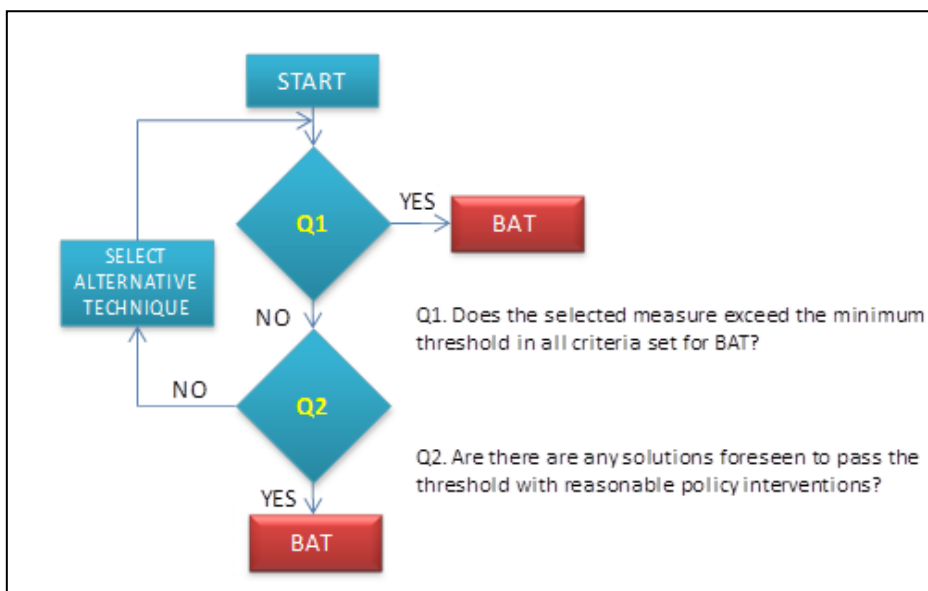 START
Q1
YES
BAT
SELECT
ALTERNATIVE
TECHNIQUE
NO
Q1. Does the selected measure exceed the minimum
threshold in all criteria set for BAT?
NO
Q2
Q2. Are there are any solutions foreseen to pass the
threshold with reasonable policy interventions?
YES
BAT